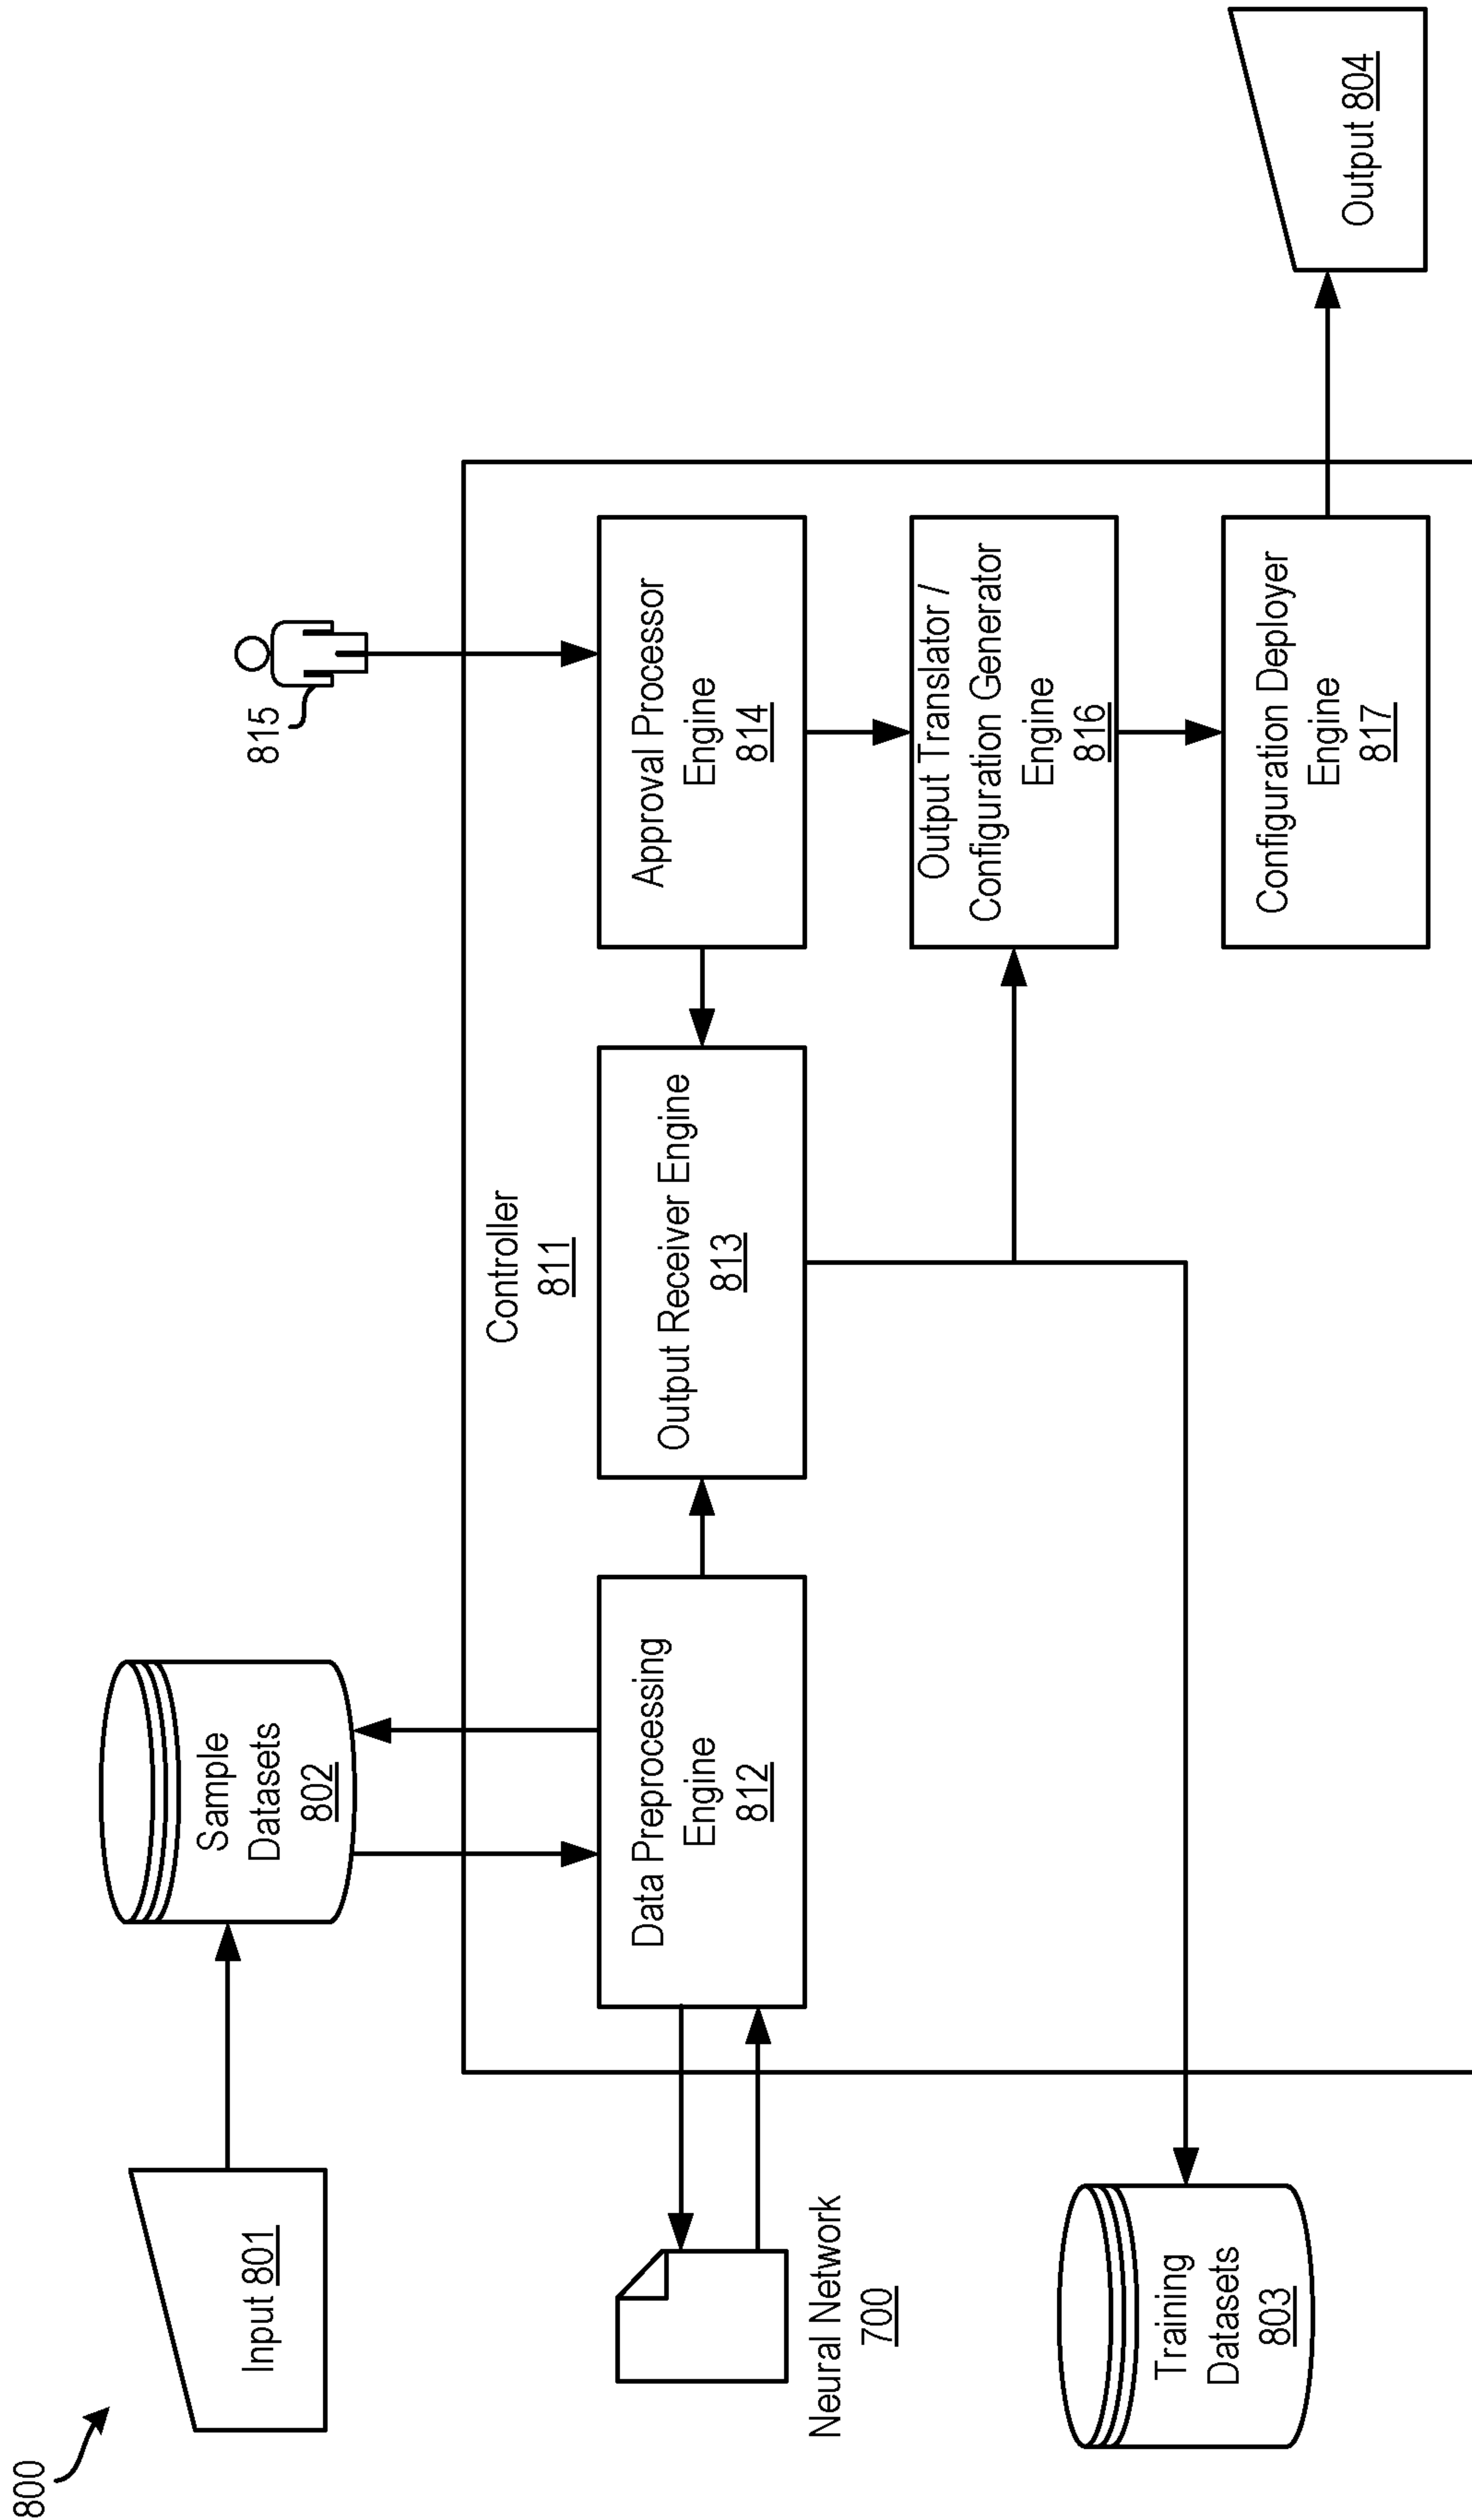 800
Input 801
Sample
Datasets
802
815
Controller
811
Neural Network
700
Data Preprocessing
Engine
812
Output Receiver Engine
813
Approval Processor
Engine
814
Output Translator /
Configuration Generator
Engine
816
Training
Datasets
803
Configuration Deployer
Engine
817
Output 804